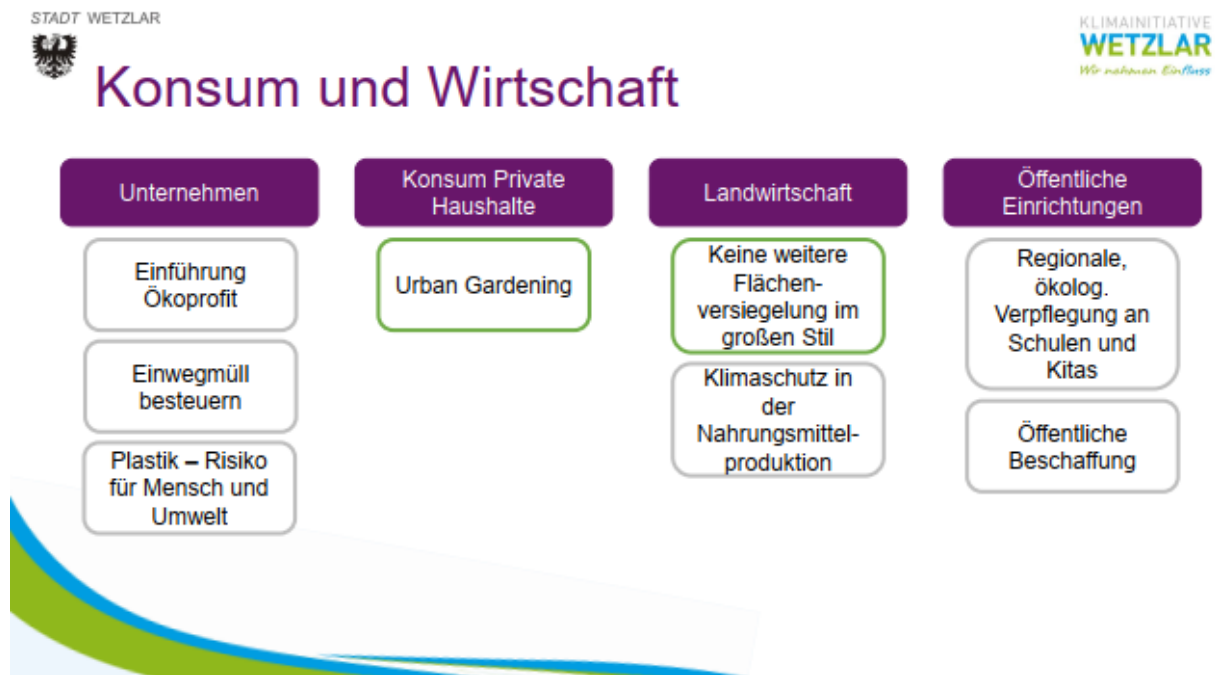 STADT WETZLAR
KLIMAINITIATIVE
WETZLAR
Wir nehmen Einfluss
Konsum und Wirtschaft
Unternehmen
Einführung
Ökoprofit
Einwegmüll
besteuern
Plastik – Risiko
für Mensch und
Umwelt
Konsum Private
Haushalte
Urban Gardening
Landwirtschaft
Keine weitere
Flächen-
versiegelung im
großen Stil
Klimaschutz in
der
Nahrungsmittel-
produktion
Öffentliche
Einrichtungen
Regionale,
ökolog.
Verpflegung an
Schulen und
Kitas
Öffentliche
Beschaffung